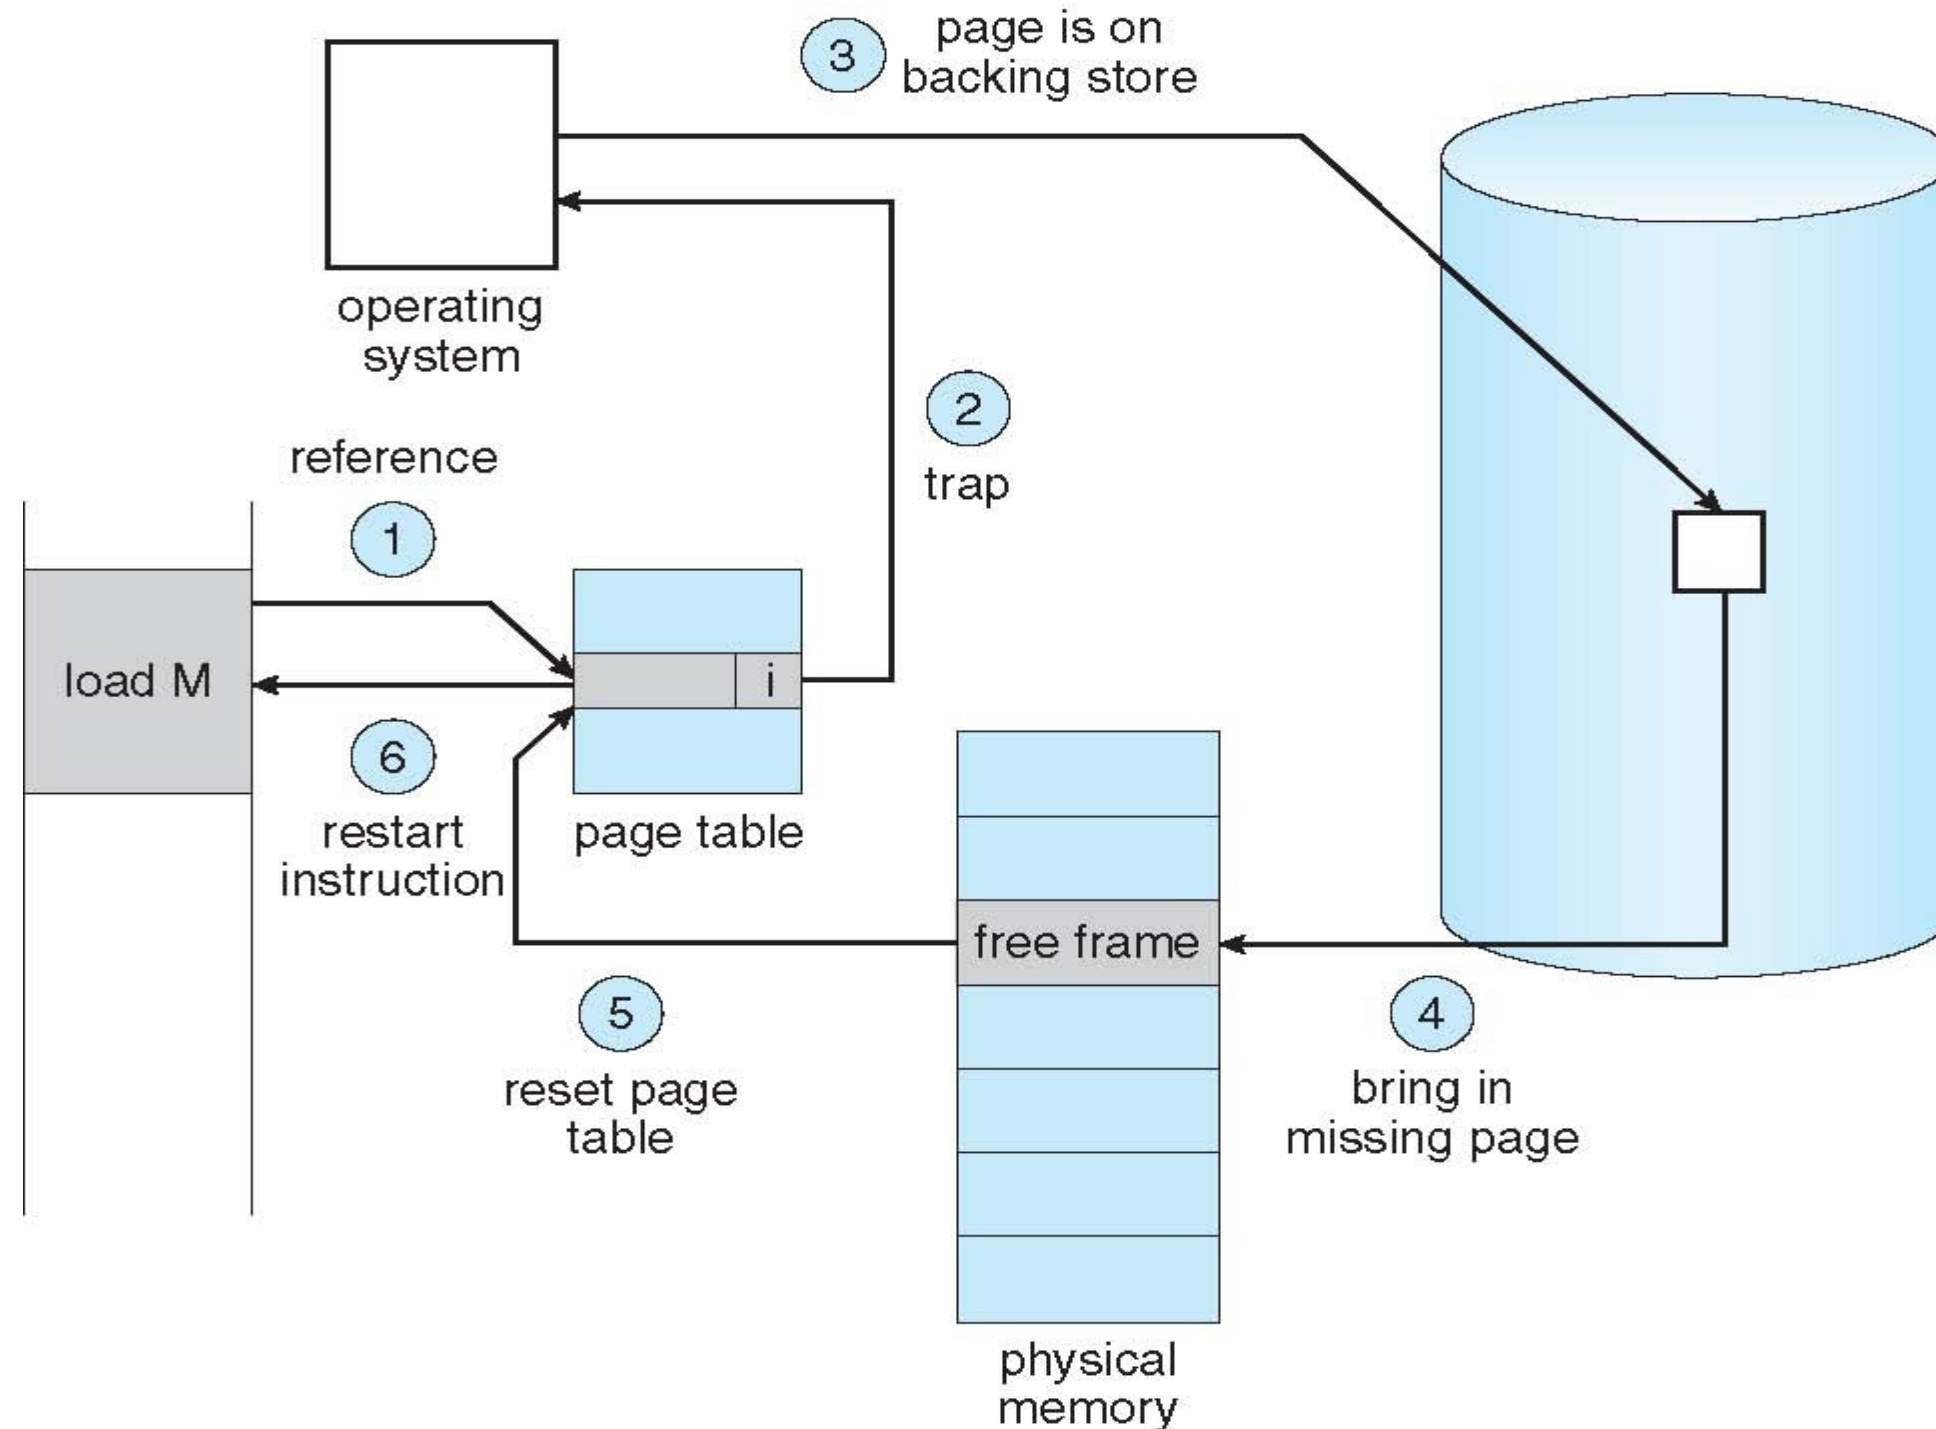 3
page is on
backing store
operating
system
2
trap
reference
1
load M
i
6
restart
instruction
page table
free frame
5
reset page
table
4
bring in
missing page
physical
memory